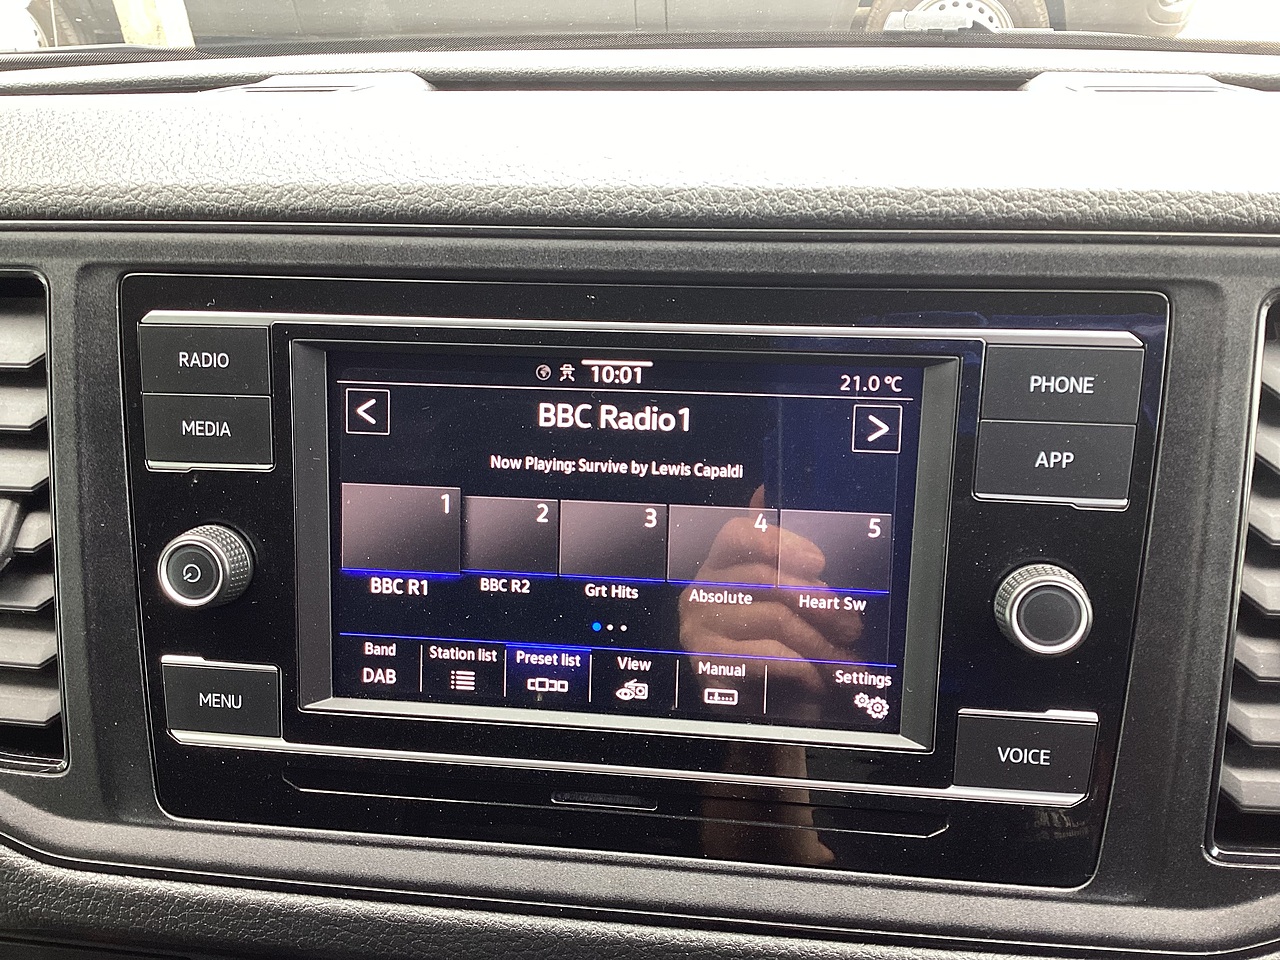 RADIO
MEDIA
MENU
10:01
21.0 °C
<
BBC Radio1
>
Now Playing: Survive by Lewis Capaldi
1
2
3
4
5
BBC R1
BBC R2
Grt Hits
Absolute
Heart Sw
Band
DAB
Station list
Preset list
View
Manual
Settings
PHONE
APP
VOICE